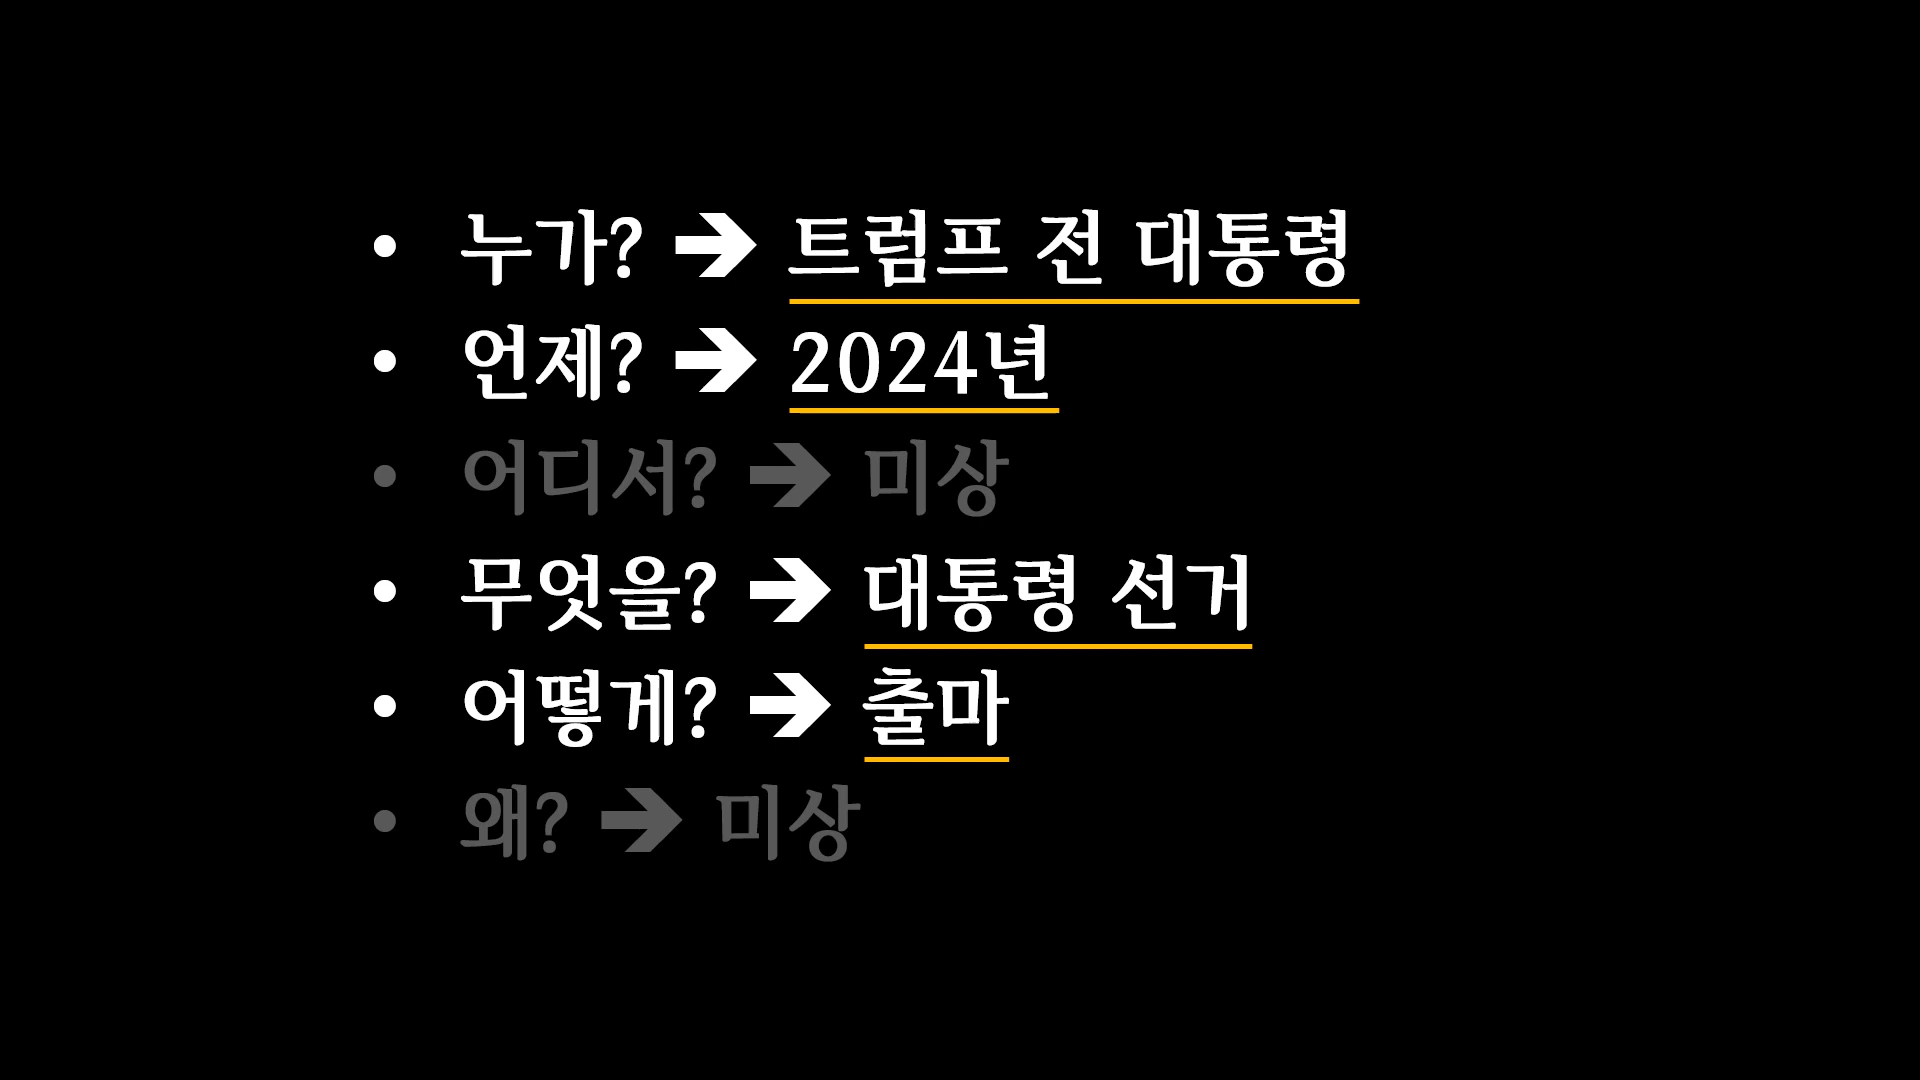 • 누가? ➔ 트럼프 전 대통령
• 언제? ➔ 2024년
• 어디서? ➔ 미상
• 무엇을? ➔ 대통령 선거
• 어떻게? ➔ 출마
• 왜? ➔ 미상